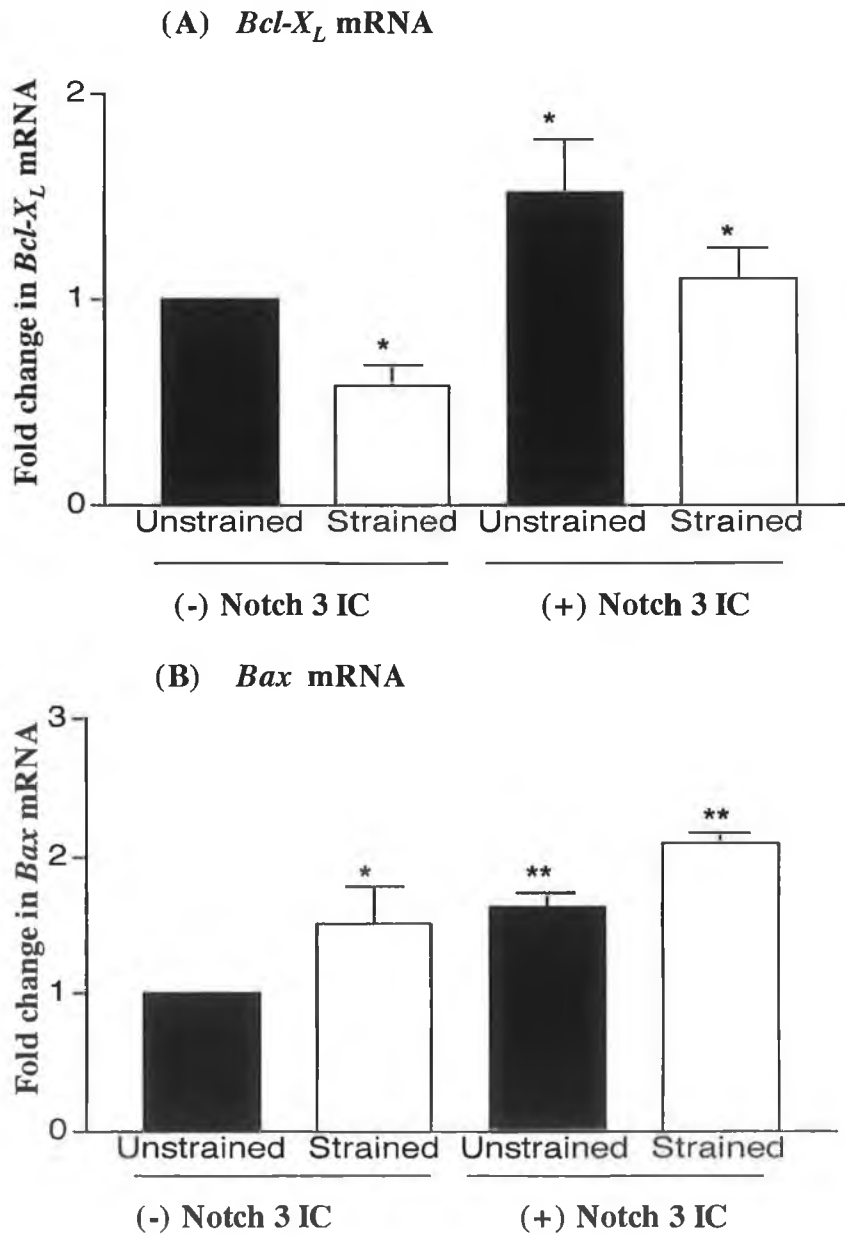 (A) Bcl-X_L mRNA
Fold change in Bcl-X_L mRNA
2
1
0
*
*
*
Unstrained Strained Unstrained Strained
(-) Notch 3 IC (+) Notch 3 IC
(B) Bax mRNA
Fold change in Bax mRNA
3
2
1
0
*
**
**
Unstrained Strained Unstrained Strained
(-) Notch 3 IC (+) Notch 3 IC